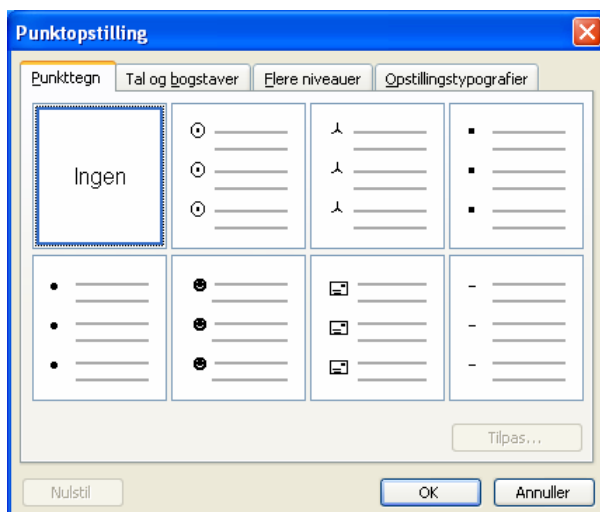 Punktopstilling
Punkttegn
Tal og bogstaver
Flere niveauer
Opstillingstypografier
Ingen
Tilpas...
Nulstil
OK
Annuller